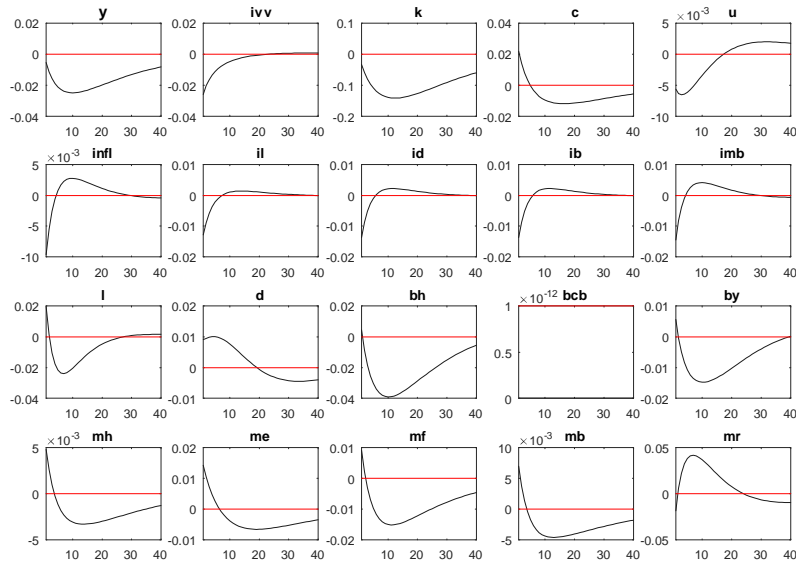 y ivv k c u
×10⁻³
0.02 0.02 0.1 0.04 5
0 0 0 0.02 0
-0.02 -0.02 -0.1 0 -5
-0.04 -0.04 -0.2 -0.02 -10
10 20 30 40 10 20 30 40 10 20 30 40 10 20 30 40 10 20 30 40
infl il id ib imb
×10⁻³
5 0.01 0.01 0.01 0.01
0 0 0 0 0
-5 -0.01 -0.01 -0.01 -0.01
-10 -0.02 -0.02 -0.02 -0.02
10 20 30 40 10 20 30 40 10 20 30 40 10 20 30 40 10 20 30 40
l d bh bcb by
×10⁻¹²
0.02 0.02 0.02 1 0.01
0 0.01 0 0.5 0
-0.02 0 -0.02 -0.01
-0.04 -0.01 -0.04 0 -0.02
10 20 30 40 10 20 30 40 10 20 30 40 10 20 30 40 10 20 30 40
mh me mf mb mr
×10⁻³ ×10⁻³
5 0.02 0.01 10 0.05
0.01 0 5
0 0 -0.01 0 0
-5 -0.01 -0.02 -5 -0.05
10 20 30 40 10 20 30 40 10 20 30 40 10 20 30 40 10 20 30 40